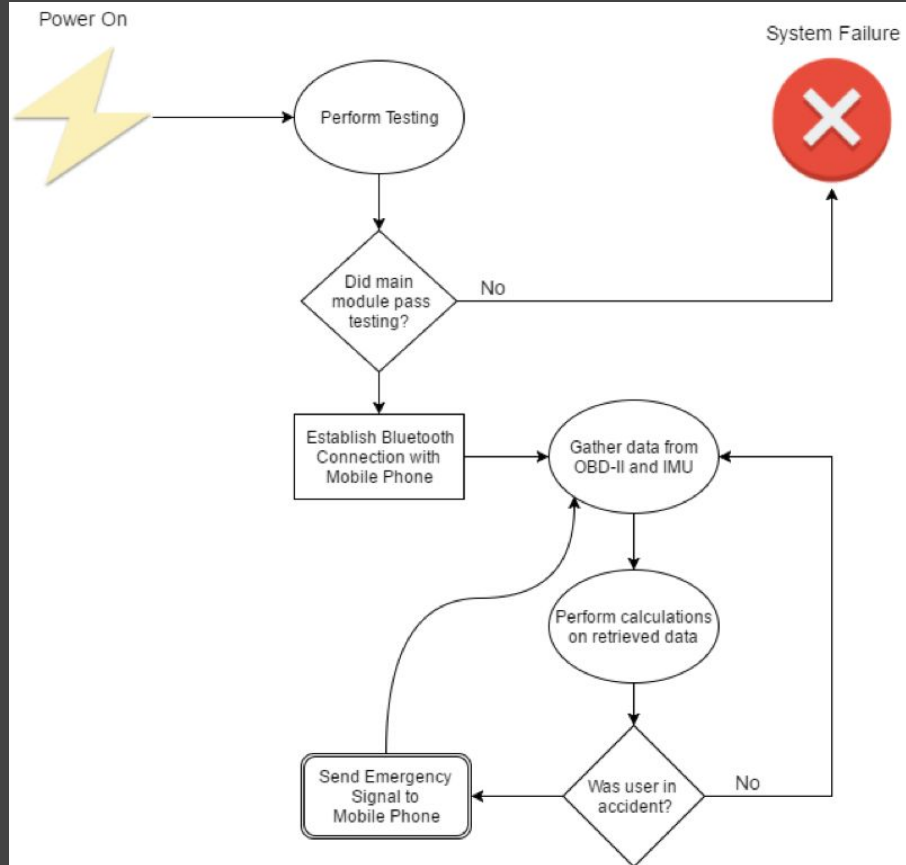 Power On
System Failure
Perform Testing
Did main
module pass
testing?
No
Establish Bluetooth
Connection with
Mobile Phone
Gather data from
OBD-II and IMU
Perform calculations
on retrieved data
Send Emergency
Signal to
Mobile Phone
Was user in
accident?
No